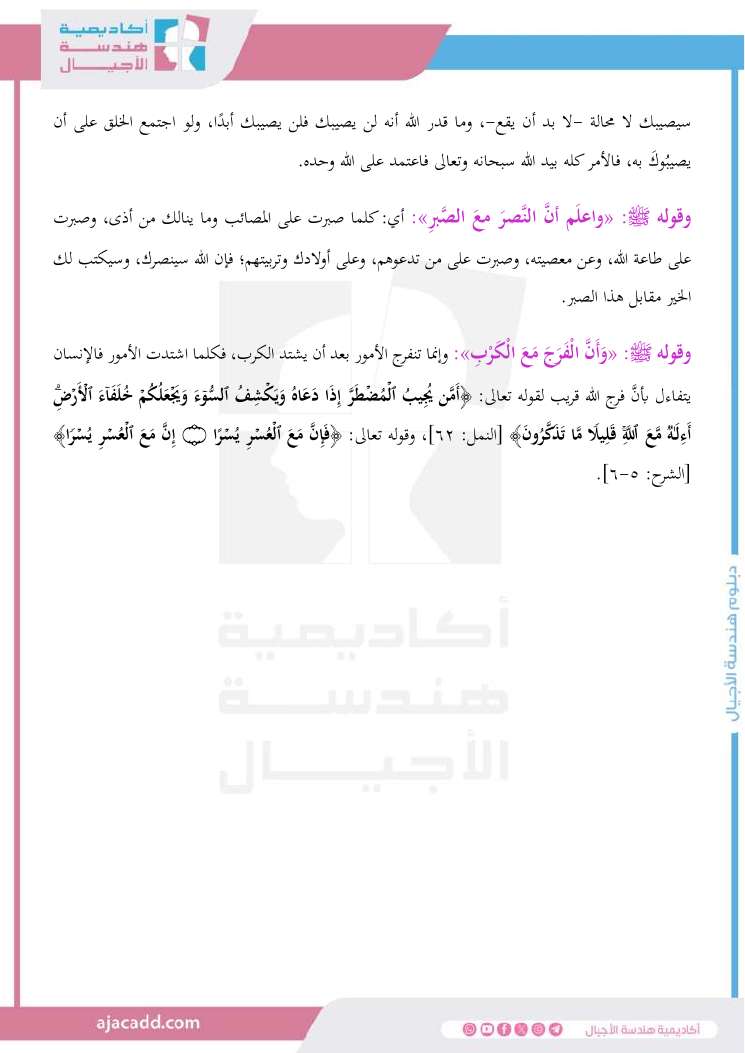 أكاديمية
هندسة
الأجيال
سيصيبك لا محالة -لا بد أن يقع-، وما قدر الله أنه لن يصيبك فلن يصيبك أبدًا، ولو اجتمع الخلق على أن
يصيبُوكَ به، فالأمر كله بيد الله سبحانه وتعالى فاعتمد على الله وحده.
وقوله ﷺ: «واعلَم أنَّ النَّصرَ معَ الصَّبرِ»: أي: كلما صبرت على المصائب وما ينالك من أذى، وصبرت
على طاعة الله، وعن معصيته، وصبرت على من تدعوهم، وعلى أولادك وتربيتهم؛ فإن الله سينصرك، وسيكتب لك
الخير مقابل هذا الصبر.
وقوله ﷺ: «وَأَنَّ الْفَرَجَ مَعَ الْكَرْبِ»: وإنما تنفرج الأمور بعد أن يشتد الكرب، فكلما اشتدت الأمور فالإنسان
يتفاءل بأنَّ فرج الله قريب لقوله تعالى: ﴿أَمَّن يُجِيبُ ٱلْمُضْطَرَّ إِذَا دَعَاهُ وَيَكْشِفُ ٱلسُّوٓءَ وَيَجْعَلُكُمْ خُلَفَآءَ ٱلْأَرْضِۗ
أَءِلَٰهٌ مَّعَ ٱللَّهِۚ قَلِيلًا مَّا تَذَكَّرُونَ﴾ [النمل: ٦٢]، وقوله تعالى: ﴿فَإِنَّ مَعَ ٱلْعُسْرِ يُسْرًا ۝ إِنَّ مَعَ ٱلْعُسْرِ يُسْرًا﴾
[الشرح: ٥-٦].
أكاديمية
هندسة
الأجيال
دبلوم هندسة الأجيال
أكاديمية هندسة الأجيال
ajacadd.com